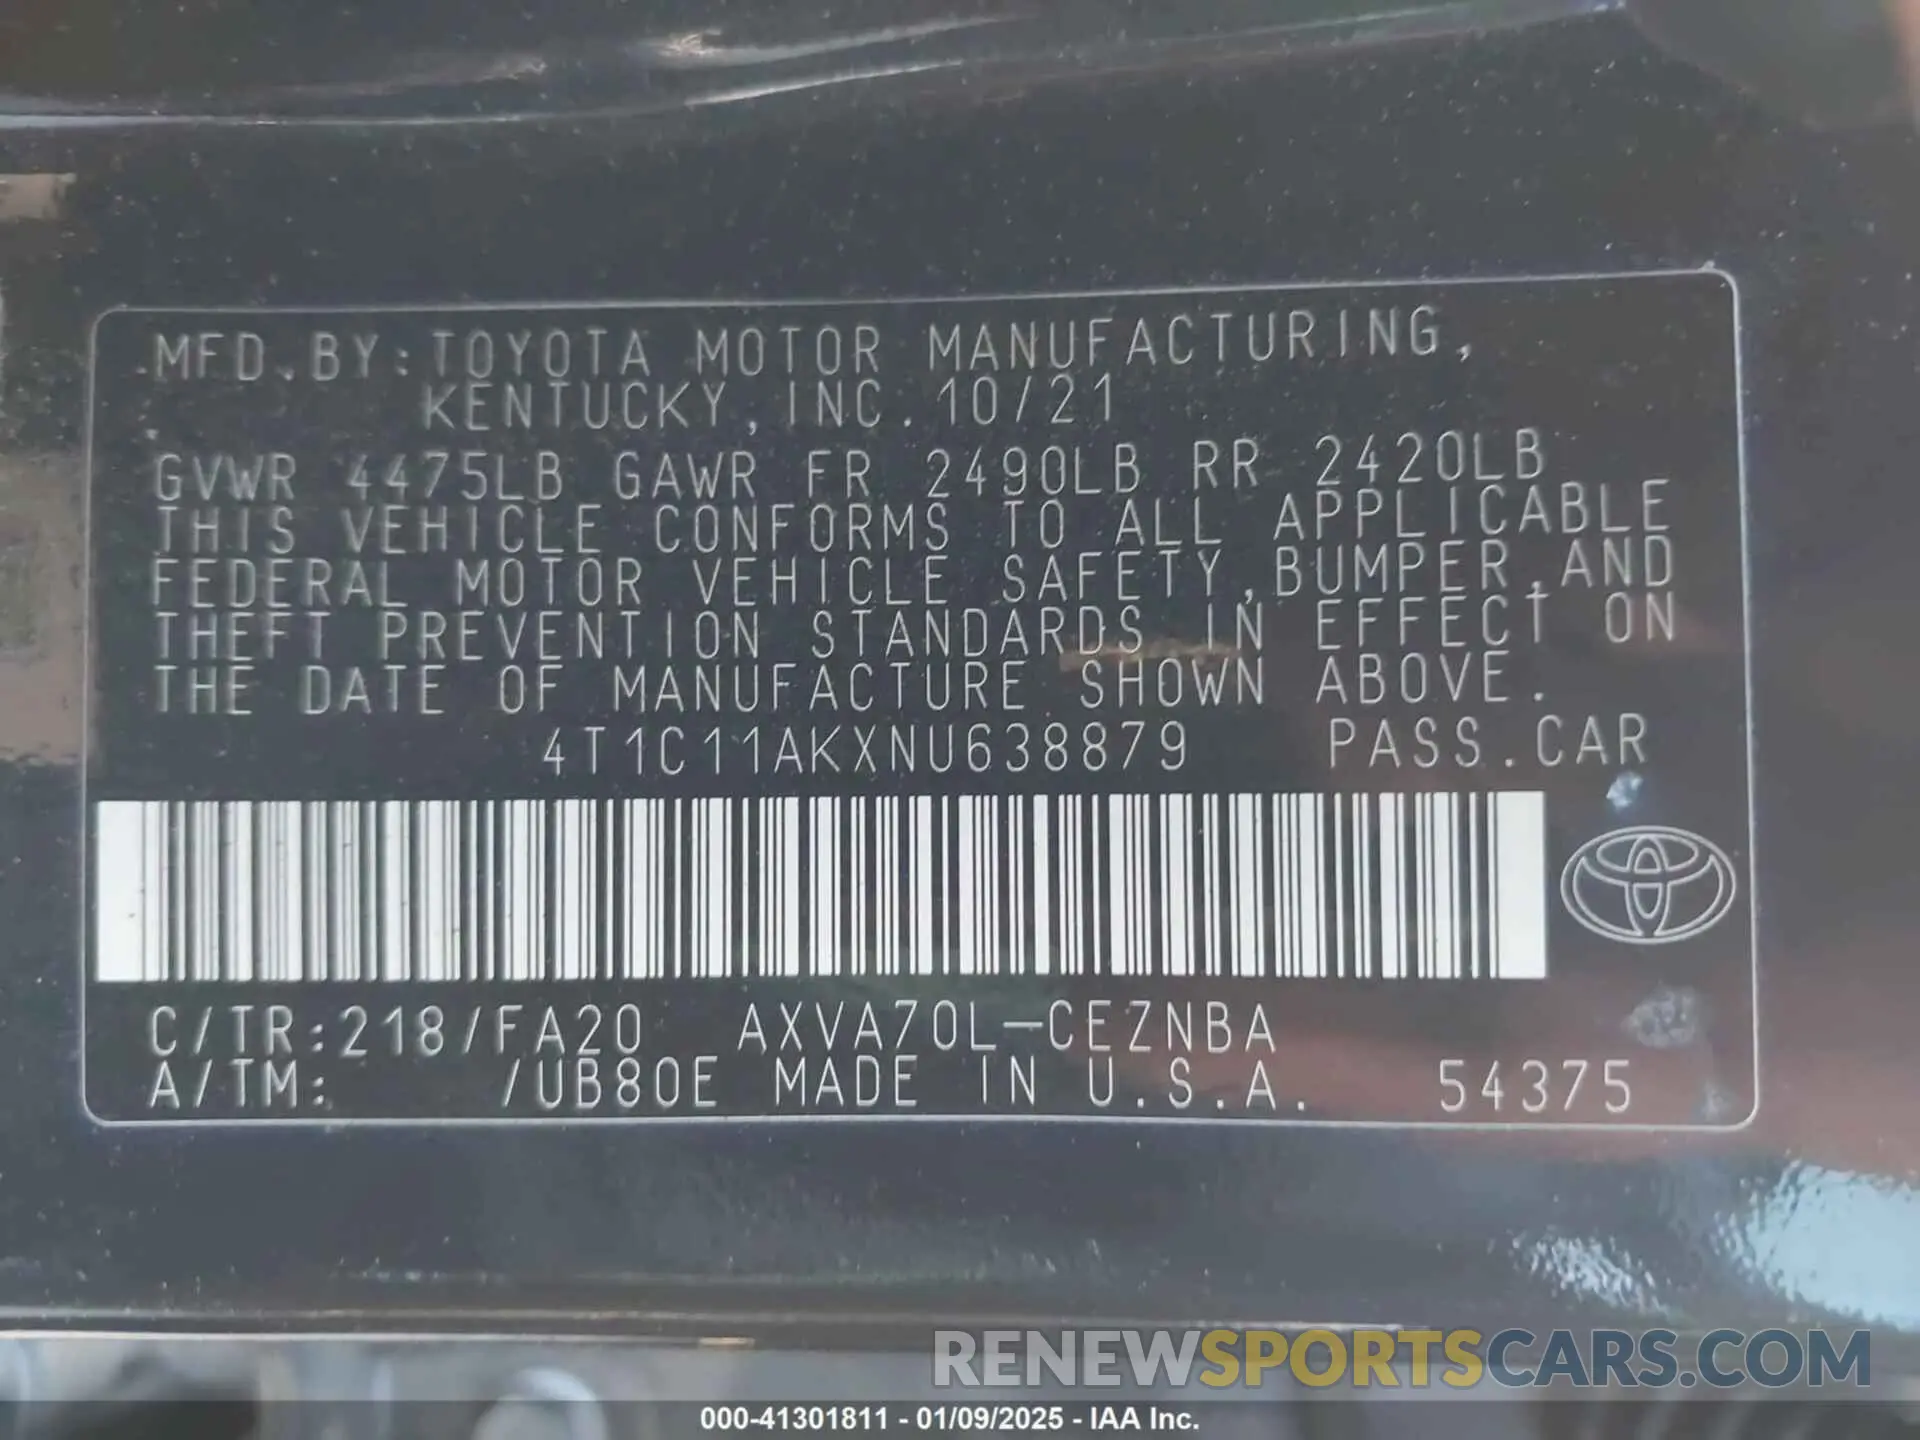 MFD.BY:TOYOTA MOTOR MANUFACTURING,
KENTUCKY,INC. 10/21
GVWR 4475LB GAWR FR 2490LB RR 2420LB
THIS VEHICLE CONFORMS TO ALL APPLICABLE
FEDERAL MOTOR VEHICLE SAFETY,BUMPER,AND
THEFT PREVENTION STANDARDS IN EFFECT ON
THE DATE OF MANUFACTURE SHOWN ABOVE.
4T1C11AKXNU638879 PASS.CAR
C/TR:218/FA20 AXVA70L-CEZNBA
A/TM: /UB80E MADE IN U.S.A. 54375
RENEWSPORTSCARS.COM
000-41301811 - 01/09/2025 - IAA Inc.